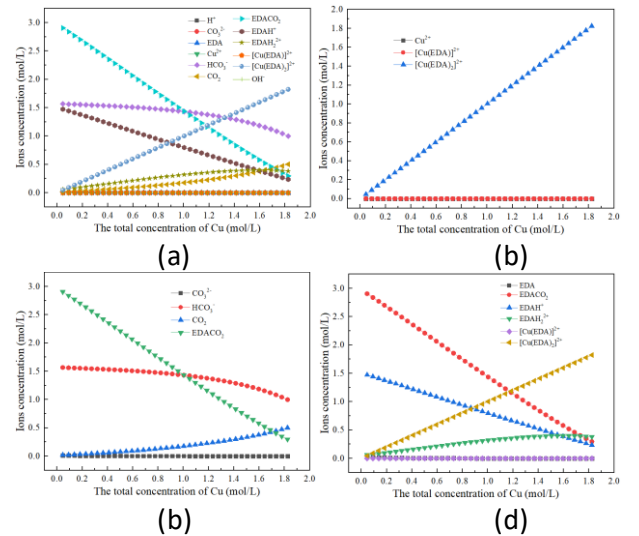 H⁺ EDACO₂
CO₃²⁻ EDAH⁺
EDA EDAH₂²⁺
Cu²⁺ [Cu(EDA)]²⁺
HCO₃⁻ [Cu(EDA)₂]²⁺
CO₂ OH⁻
3.0
2.5
2.0
1.5
1.0
0.5
0.0
Ions concentration (mol/L)
0.0 0.2 0.4 0.6 0.8 1.0 1.2 1.4 1.6 1.8 2.0
The total concentration of Cu (mol/L)
(a)
Cu²⁺
[Cu(EDA)]²⁺
[Cu(EDA)₂]²⁺
2.0
1.8
1.6
1.4
1.2
1.0
0.8
0.6
0.4
0.2
0.0
Ions concentration (mol/L)
0.0 0.2 0.4 0.6 0.8 1.0 1.2 1.4 1.6 1.8 2.0
The total concentration of Cu (mol/L)
(b)
CO₃²⁻
HCO₃⁻
CO₂
EDACO₂
3.0
2.5
2.0
1.5
1.0
0.5
0.0
Ions concentration (mol/L)
0.0 0.2 0.4 0.6 0.8 1.0 1.2 1.4 1.6 1.8 2.0
The total concentration of Cu (mol/L)
(b)
EDA
EDACO₂
EDAH⁺
EDAH₂²⁺
[Cu(EDA)]²⁺
[Cu(EDA)₂]²⁺
3.0
2.5
2.0
1.5
1.0
0.5
0.0
Ions concentration (mol/L)
0.0 0.2 0.4 0.6 0.8 1.0 1.2 1.4 1.6 1.8 2.0
The total concentration of Cu (mol/L)
(d)